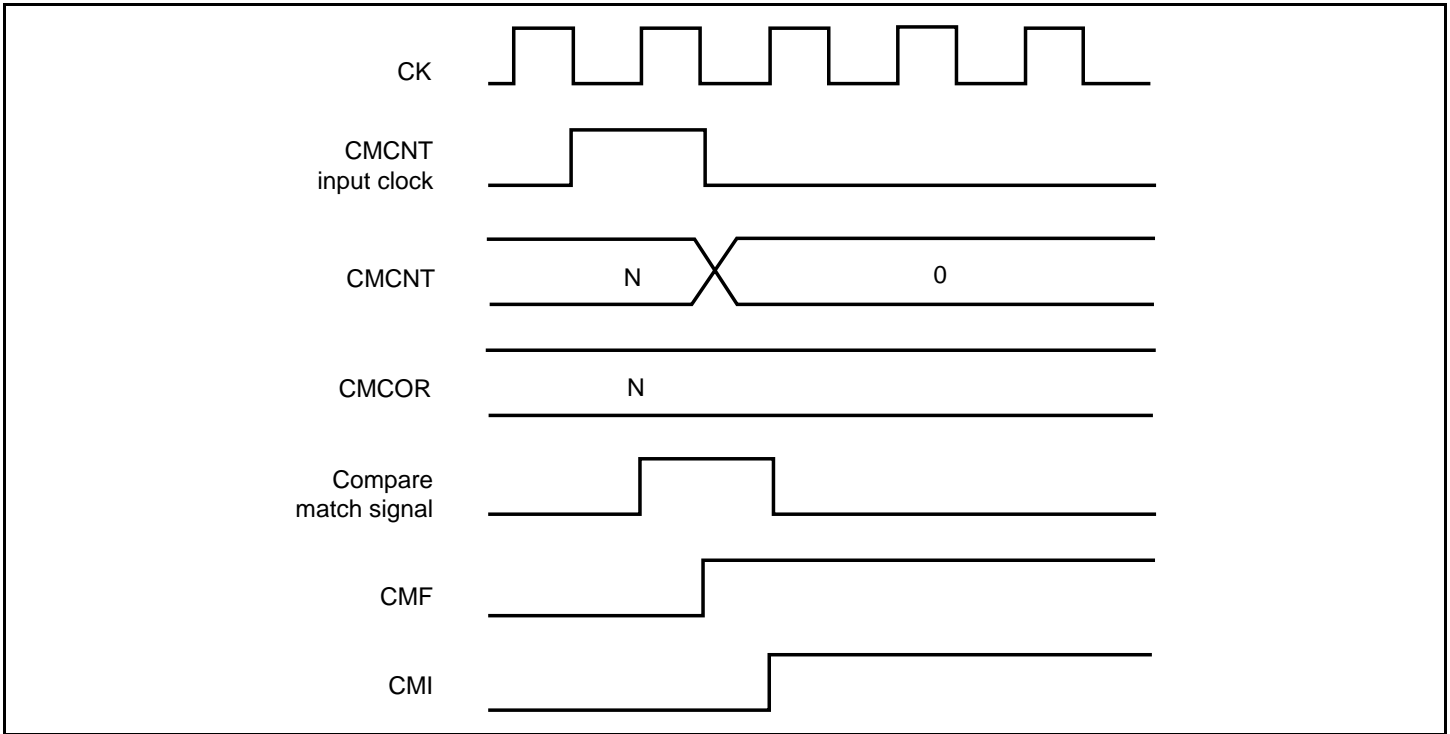 CK
CMCNT
input clock
CMCNT
N
0
CMCOR
N
Compare
match signal
CMF
CMI